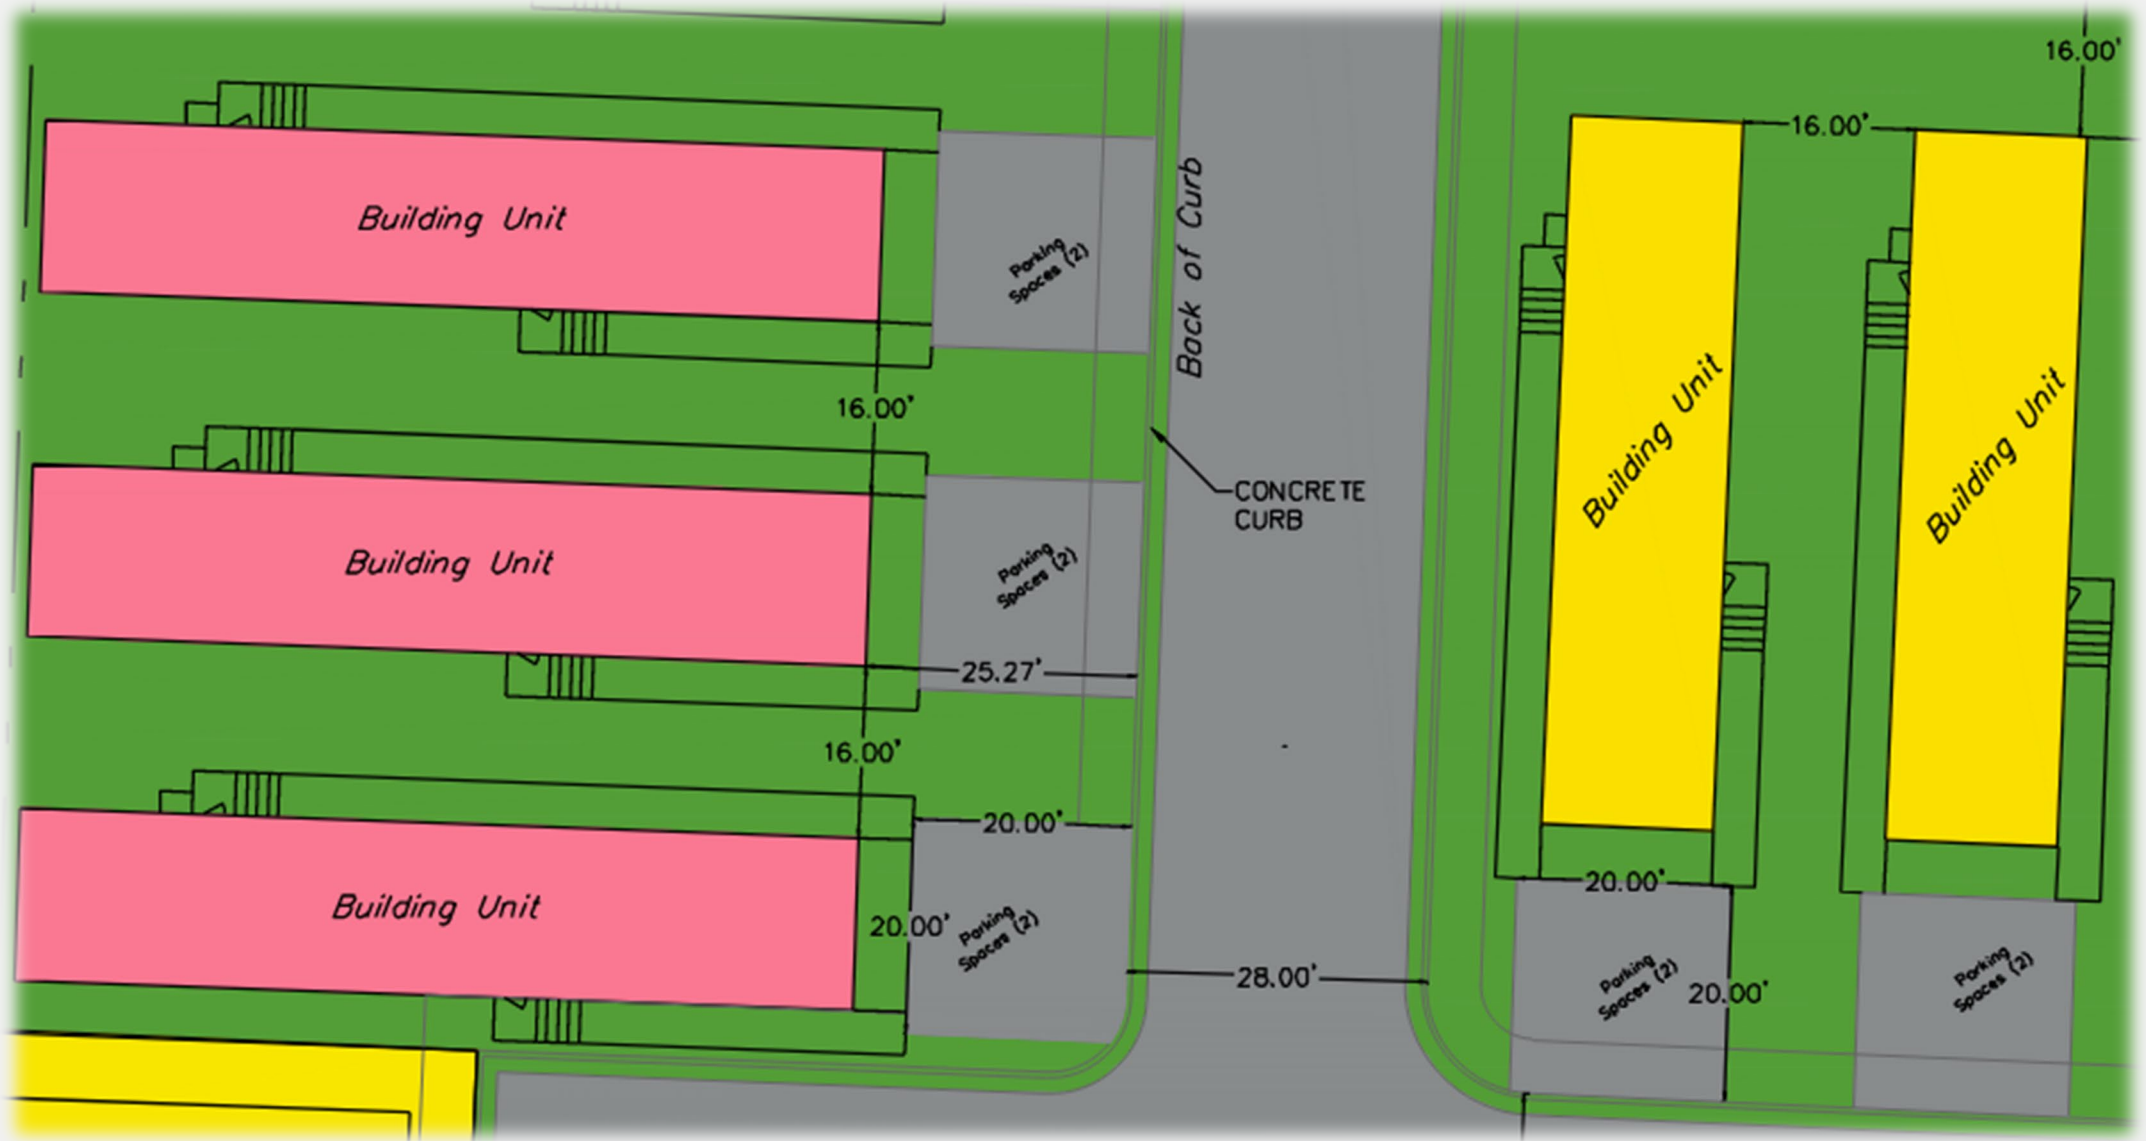 16.00'
16.00'
Building Unit
Parking
Spaces (2)
Back of Curb
16.00'
Building Unit
Building Unit
CONCRETE
CURB
Building Unit
Parking
Spaces (2)
25.27'
16.00'
20.00'
Building Unit
20.00'
Parking
Spaces (2)
28.00'
20.00'
Parking
Spaces (2)
20.00'
Parking
Spaces (2)